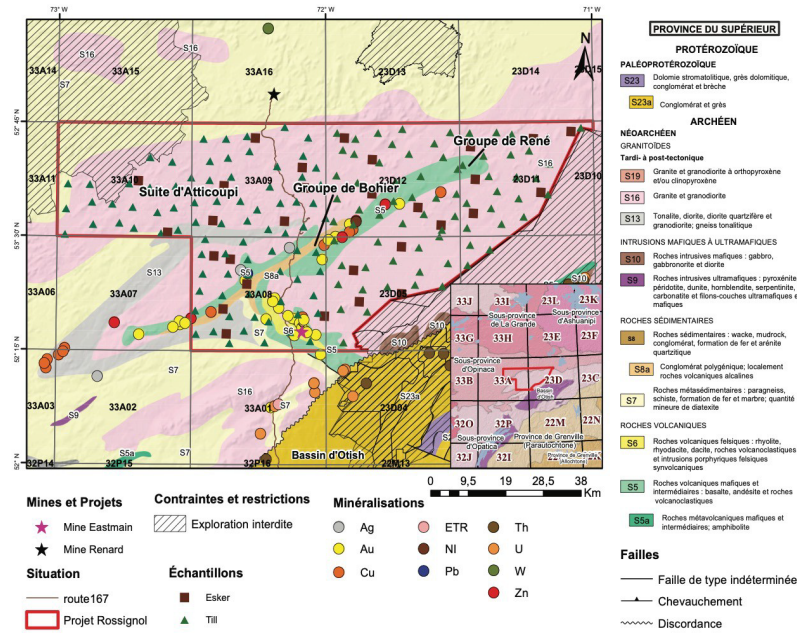 73° W
72° W
71° W
N
S16
S16
33A14
33A15
33A16
23D13
23D14
23D15
S7
Mine Renard
52° 45' N
Groupe de René
S16
33A11
33A10
33A09
23D12
23D11
23D10
Suite d'Atticoupi
Groupe de Bohier
S5
53° 30' N
S13
S5
S8a
S10
33A06
33A07
33A08
23D05
S7
S6
S10
S10
S5
52° 15' N
S7
S16
33A03
33A02
33A01
S7
S23a
23D04
S9
S5a
S7
Bassin d'Otish
52° N
32P14
32P15
32P16
22M13
33J
33I
23L
23K
Sous-province
de La Grande
Sous-province
d'Ashuanipi
33G
33H
23E
23F
Sous-province
d'Opinaca
33B
33A
23D
23C
Bassin
d'Otish
32O
32P
22M
22N
Sous-province
d'Opatica
Province de Grenville
(Parautochtone)
32J
32I
Province de Grenville
(Allochtone)
0 9,5 19 28,5 38
Km
Mines et Projets
Mine Eastmain
Mine Renard
Situation
route167
Projet Rossignol
Contraintes et restrictions
Exploration interdite
Échantillons
Esker
Till
Minéralisations
Ag
Au
Cu
ETR
NI
Pb
Th
U
W
Zn
PROVINCE DU SUPÉRIEUR
PROTÉROZOÏQUE
PALÉOPROTÉROZOÏQUE
S23 Dolomie stromatolitique, grès dolomitique,
conglomérat et brèche
S23a Conglomérat et grès
ARCHÉEN
NÉOARCHÉEN
GRANITOÏDES
Tardi- à post-tectonique
S19 Granite et granodiorite à orthopyroxène
et/ou clinopyroxène
S16 Granite et granodiorite
S13 Tonalite, diorite, diorite quartzifère et
granodiorite; gneiss tonalitique
INTRUSIONS MAFIQUES À ULTRAMAFIQUES
S10 Roches intrusives mafiques : gabbro,
gabbronorite et diorite
S9 Roches intrusives ultramafiques : pyroxénite
péridotite, dunite, hornblendite, serpentinite,
carbonatite et filons-couches ultramafiques e
mafiques
ROCHES SÉDIMENTAIRES
S8 Roches sédimentaires : wacke, mudrock,
conglomérat, formation de fer et arénite
quartzitique
S8a Conglomérat polygénique; localement
roches volcaniques alcalines
S7 Roches métasédimentaires : paragneiss,
schiste, formation de fer et marbre; quantité
mineure de diatexite
ROCHES VOLCANIQUES
S6 Roches volcaniques felsiques : rhyolite,
rhyodacite, dacite, roches volcanoclastiques
et intrusions porphyriques felsiques
synvolcaniques
S5 Roches volcaniques mafiques et
intermédiaires : basalte, andésite et roches
volcanoclastiques
S5a Roches métavolcaniques mafiques et
intermédiaires; amphibolite
Failles
Faille de type indéterminée
Chevauchement
Discordance